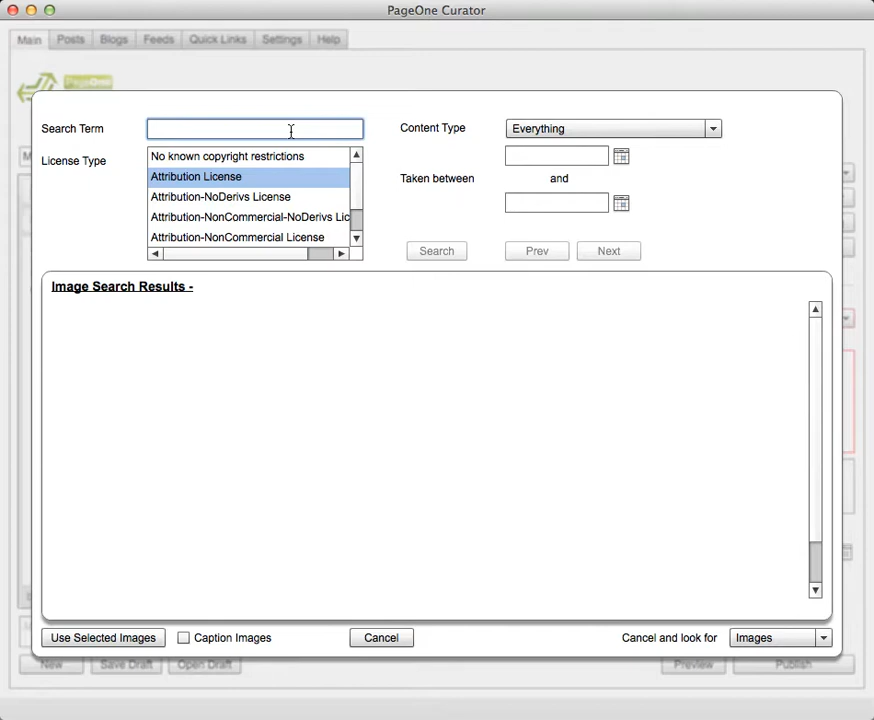 PageOne Curator
Main Posts Blogs Feeds Quick Links Settings Help
PageOne
Search Term
Content Type Everything
License Type
No known copyright restrictions
Attribution License
Attribution-NoDerivs License
Attribution-NonCommercial-NoDerivs Lic
Attribution-NonCommercial License
Taken between and
Search Prev Next
Image Search Results -
Use Selected Images Caption Images Cancel Cancel and look for Images
New Save Draft Open Draft Preview Publish